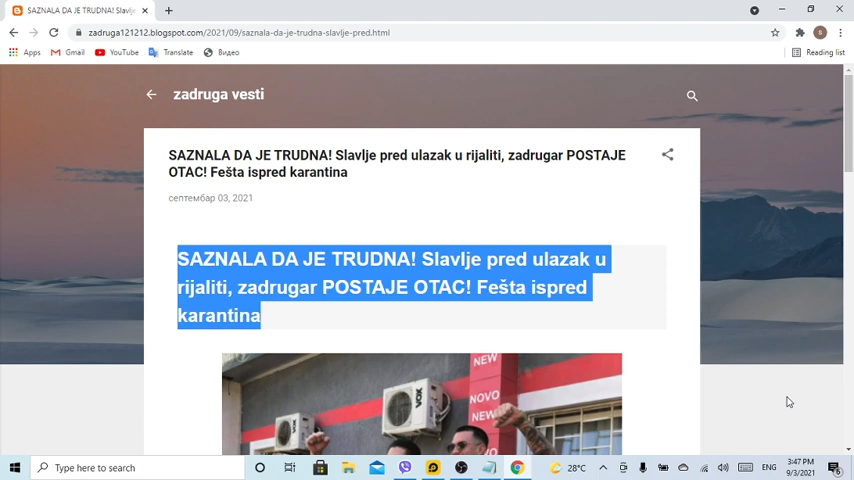 SAZNALA DA JE TRUDNA! Slavlje
zadruga121212.blogspot.com/2021/09/saznala-da-je-trudna-slavlje-pred.html
B
Apps
Gmail
YouTube
Translate
Видео
Reading list
zadruga vesti
SAZNALA DA JE TRUDNA! Slavlje pred ulazak u rijaliti, zadrugar POSTAJE
OTAC! Fešta ispred karantina
септембар 03, 2021
SAZNALA DA JE TRUDNA! Slavlje pred ulazak u
rijaliti, zadrugar POSTAJE OTAC! Fešta ispred
karantina
NEW
VOX
VOX
NOVO
NEW
Type here to search
28°C
ENG
3:47 PM
9/3/2021
6